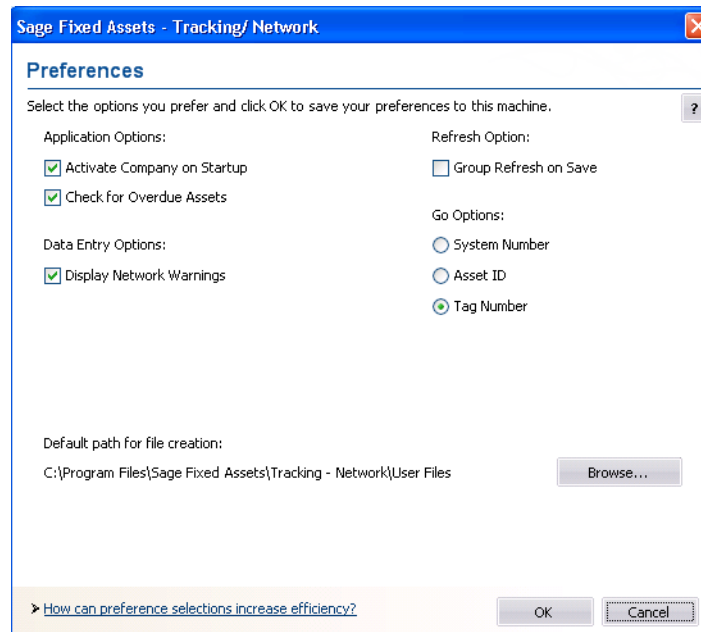 Sage Fixed Assets - Tracking/ Network
Preferences
Select the options you prefer and click OK to save your preferences to this machine.
?
Application Options:
Activate Company on Startup
Check for Overdue Assets
Data Entry Options:
Display Network Warnings
Refresh Option:
Group Refresh on Save
Go Options:
System Number
Asset ID
Tag Number
Default path for file creation:
C:\Program Files\Sage Fixed Assets\Tracking - Network\User Files
Browse...
How can preference selections increase efficiency?
OK
Cancel